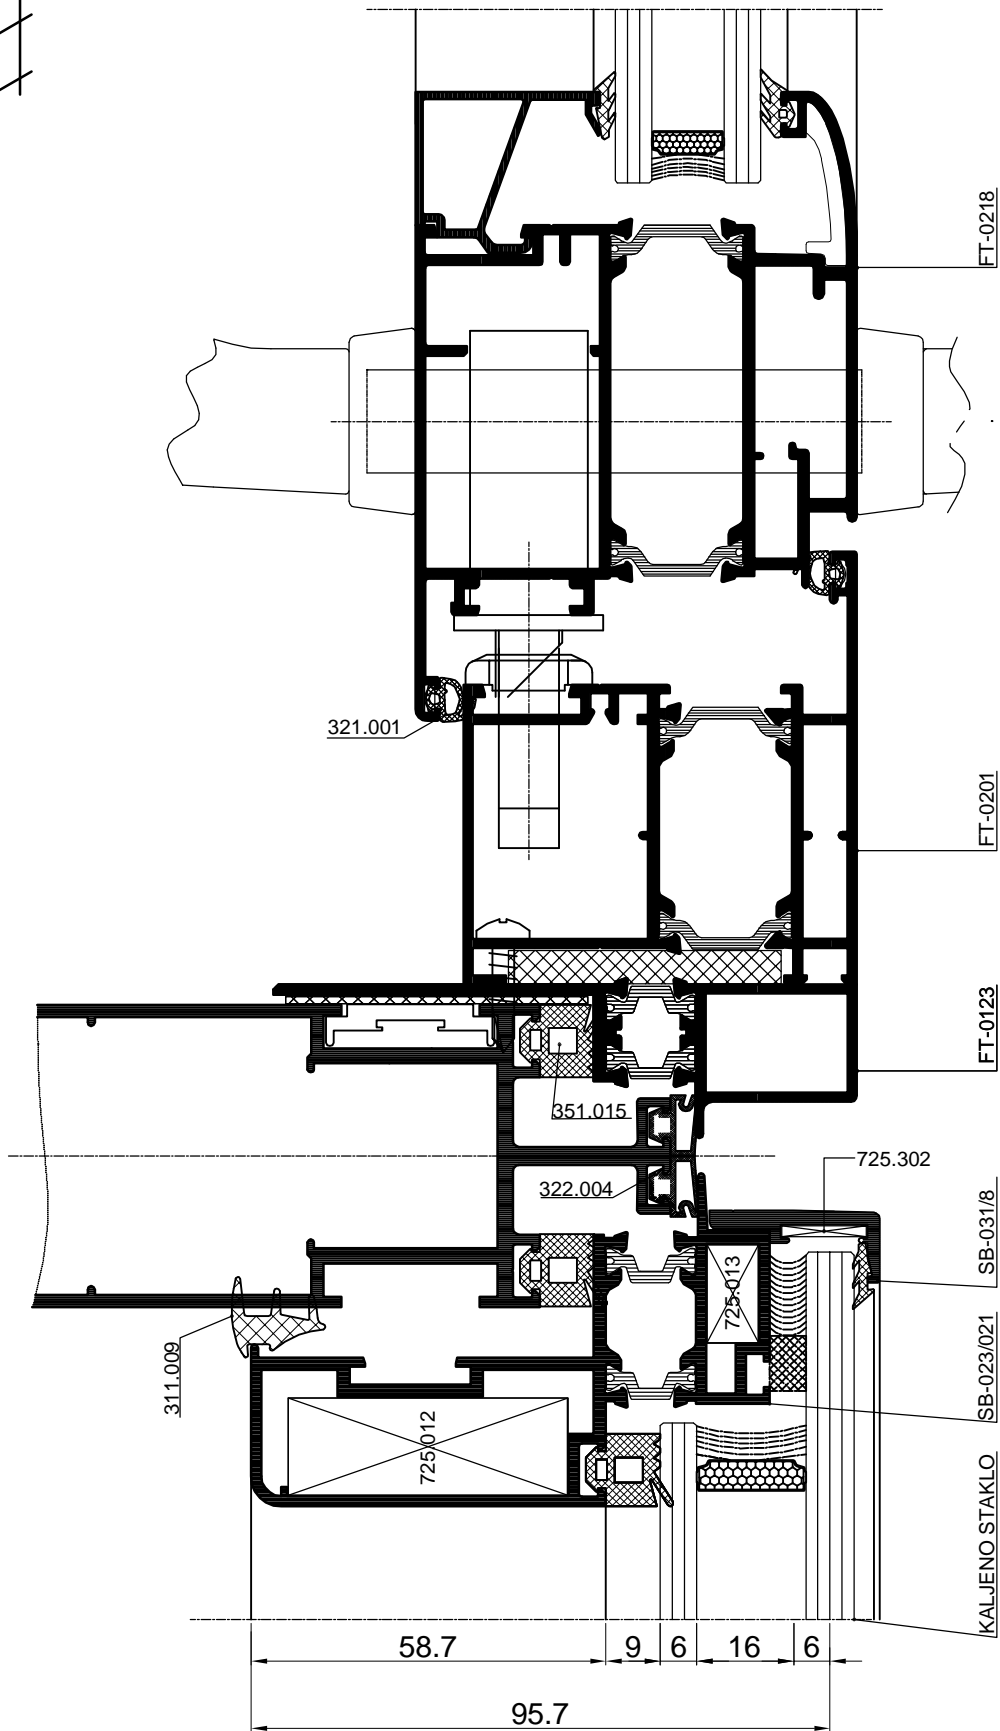 FT-0218
321.001
FT-0201
FT-0123
351.015
725.302
322.004
SB-031/8
725.013
311.009
SB-023/021
725.012
KALJENO STAKLO
58.7
9
6
16
6
95.7